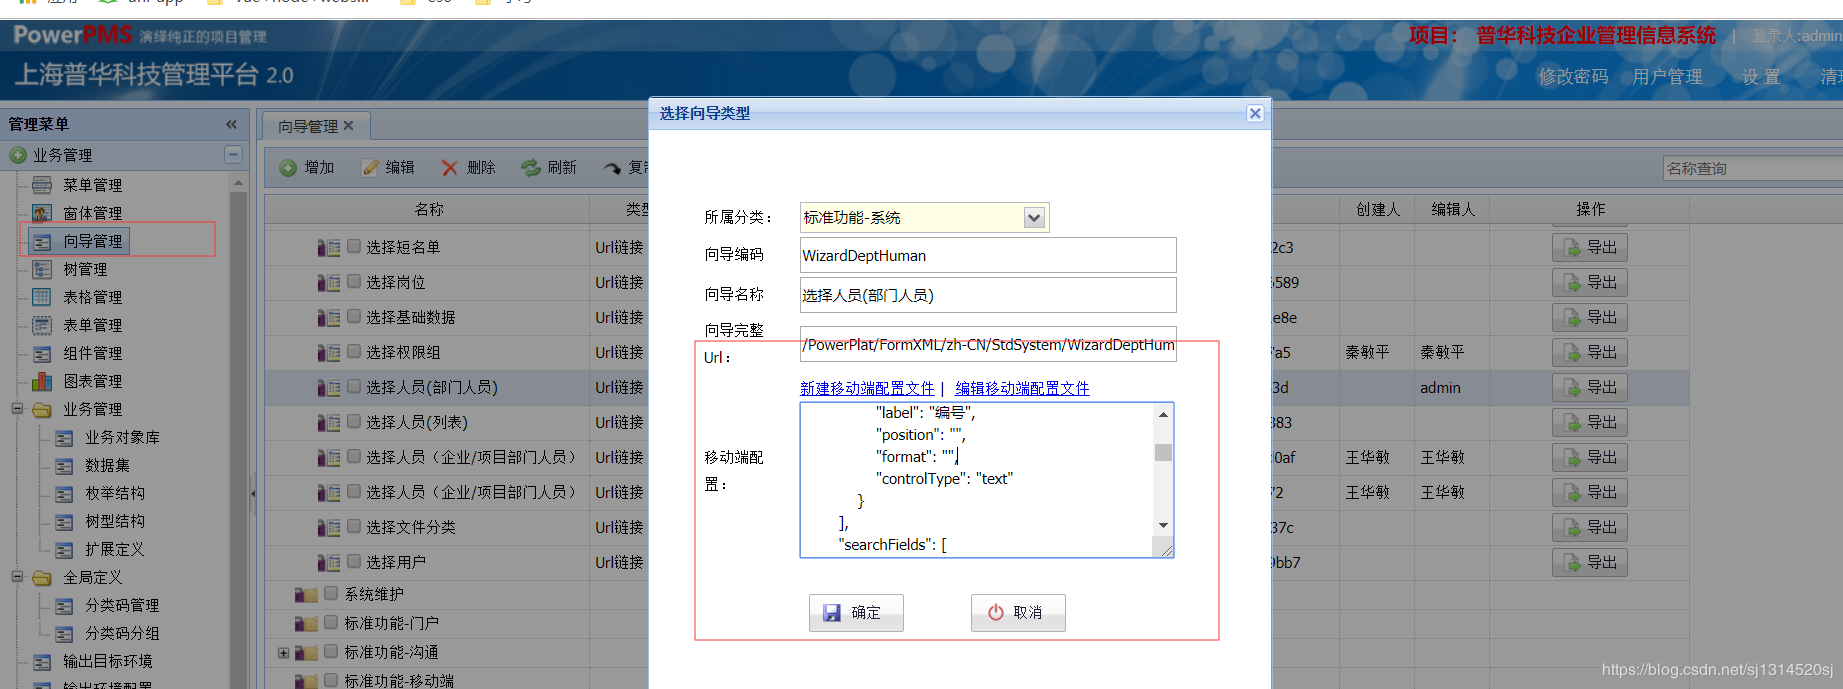 应用 uni-app vue+node+webs... css 学习
PowerPMS 演绎纯正的项目管理
项目： 普华科技企业管理信息系统 | 登录人:admin
上海普华科技管理平台 2.0
修改密码 用户管理 设 置 清理
管理菜单 «
业务管理
菜单管理
窗体管理
向导管理
树管理
表格管理
表单管理
组件管理
图表管理
业务管理
业务对象库
数据集
枚举结构
树型结构
扩展定义
全局定义
分类码管理
分类码分组
输出目标环境
输出环境配置
向导管理
增加 编辑 删除 刷新 复制
名称查询
名称 类型 创建人 编辑人 操作
选择短名单 Url链接 2c3 导出
选择岗位 Url链接 589 导出
选择基础数据 Url链接 e8e 导出
选择权限组 Url链接 7a5 秦敏平 秦敏平 导出
选择人员(部门人员) 3d admin 导出
选择人员(列表) Url链接 383 导出
选择人员（企业/项目部门人员） Url链接 d0af 王华敏 王华敏 导出
选择人员（企业/项目部门人员） Url链接 72 王华敏 王华敏 导出
选择文件分类 Url链接 37c 导出
选择用户 Url链接 9bb7 导出
系统维护
标准功能-门户
标准功能-沟通
标准功能-移动端
选择向导类型
所属分类： 标准功能-系统
向导编码 WizardDeptHuman
向导名称 选择人员(部门人员)
向导完整
Url： /PowerPlat/FormXML/zh-CN/StdSystem/WizardDeptHum
新建移动端配置文件 | 编辑移动端配置文件
移动端配
置：
"label": "编号",
"position": "",
"format": "",
"controlType": "text"
}
],
"searchFields": [
确定 取消
https://blog.csdn.net/sj1314520sj